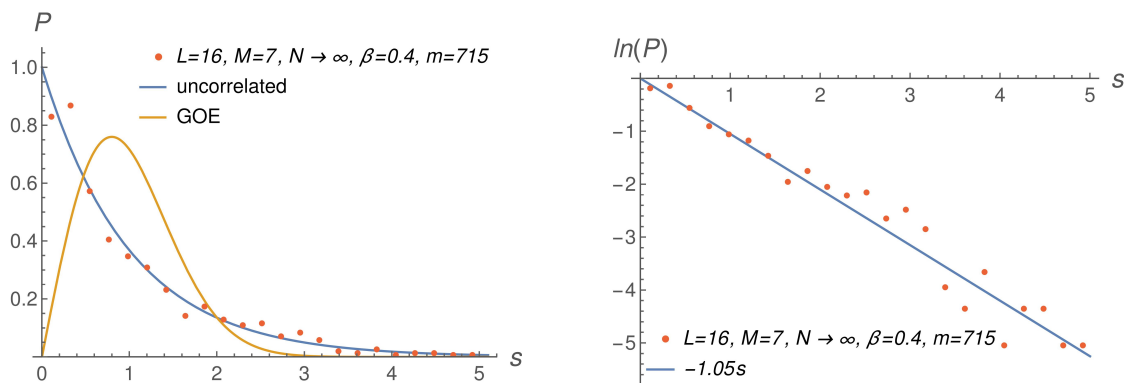 P
L=16, M=7, N → ∞, β=0.4, m=715
uncorrelated
GOE
1.0
0.8
0.6
0.4
0.2
0 1 2 3 4 5 s
ln(P)
1 2 3 4 5 s
−1
−2
−3
−4
−5
L=16, M=7, N → ∞, β=0.4, m=715
−1.05s